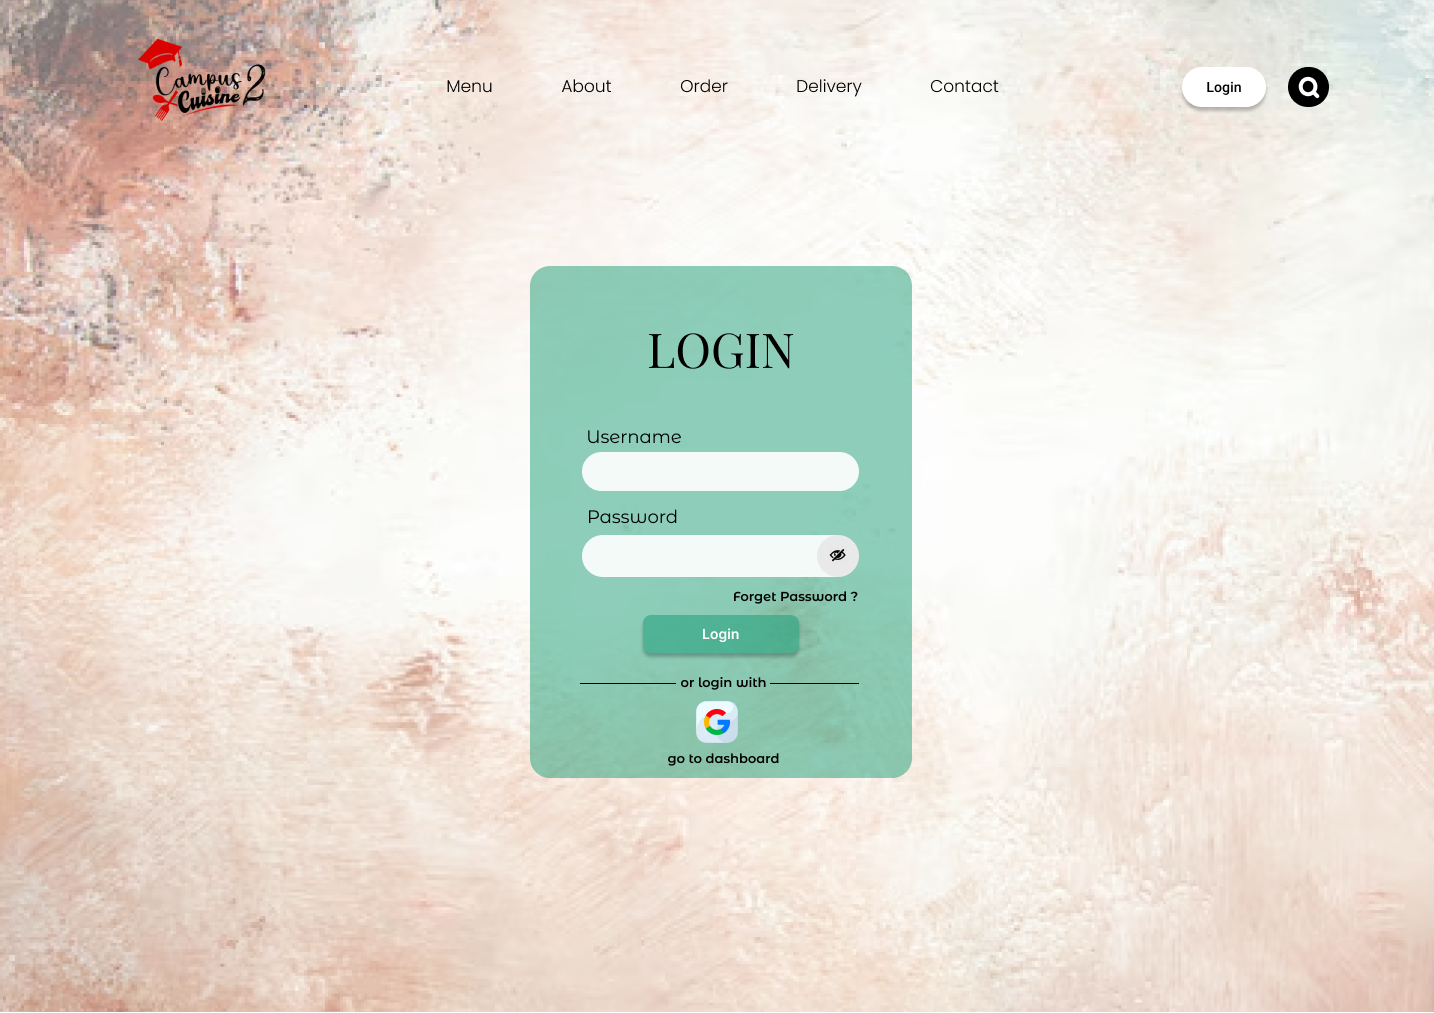 Campus 2
Cuisine
Menu About Order Delivery Contact
Login
LOGIN
Username
Password
Forget Password ?
Login
or login with
go to dashboard